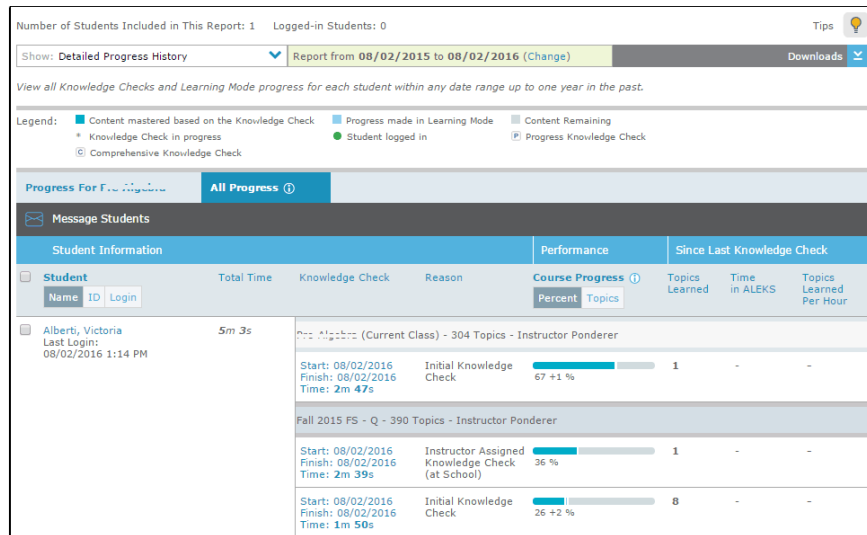 Number of Students Included in This Report: 1 Logged-in Students: 0 Tips
Show: Detailed Progress History Report from 08/02/2015 to 08/02/2016 (Change) Downloads
View all Knowledge Checks and Learning Mode progress for each student within any date range up to one year in the past.
Legend: Content mastered based on the Knowledge Check Progress made in Learning Mode Content Remaining
* Knowledge Check in progress Student logged in P Progress Knowledge Check
C Comprehensive Knowledge Check
Progress For All Progress
Message Students
Student Information Performance Since Last Knowledge Check
Student Total Time Knowledge Check Reason Course Progress Topics Learned Time in ALEKS Topics Learned Per Hour
Name ID Login Percent Topics
Alberti, Victoria 5m 3s
Last Login:
08/02/2016 1:14 PM
(Current Class) - 304 Topics - Instructor Ponderer
Start: 08/02/2016 Initial Knowledge 1 - -
Finish: 08/02/2016 Check 67 +1 %
Time: 2m 47s
Fall 2015 FS - Q - 390 Topics - Instructor Ponderer
Start: 08/02/2016 Instructor Assigned 1 - -
Finish: 08/02/2016 Knowledge Check 36 %
Time: 2m 39s (at School)
Start: 08/02/2016 Initial Knowledge 8 - -
Finish: 08/02/2016 Check 26 +2 %
Time: 1m 50s